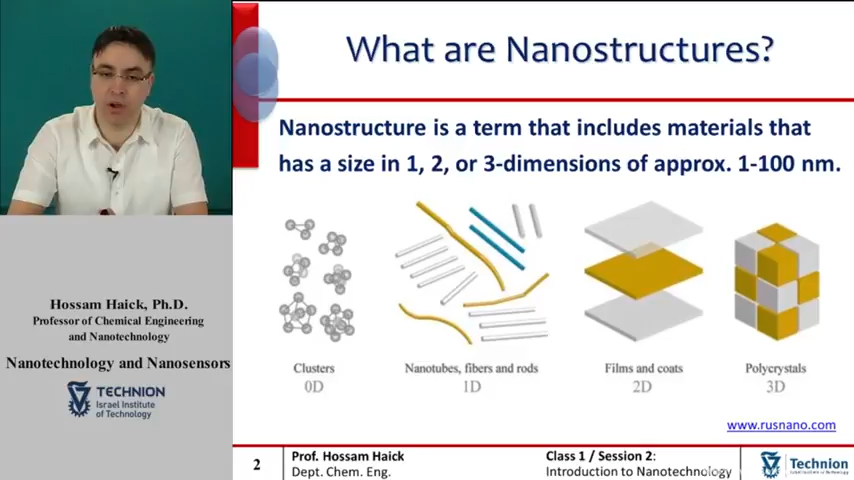 What are Nanostructures?
Nanostructure is a term that includes materials that
has a size in 1, 2, or 3-dimensions of approx. 1-100 nm.
Clusters
0D
Nanotubes, fibers and rods
1D
Films and coats
2D
Polycrystals
3D
www.rusnano.com
Hossam Haick, Ph.D.
Professor of Chemical Engineering
and Nanotechnology
Nanotechnology and Nanosensors
TECHNION
Israel Institute
of Technology
2
Prof. Hossam Haick
Dept. Chem. Eng.
Class 1 / Session 2:
Introduction to Nanotechnology
Technion